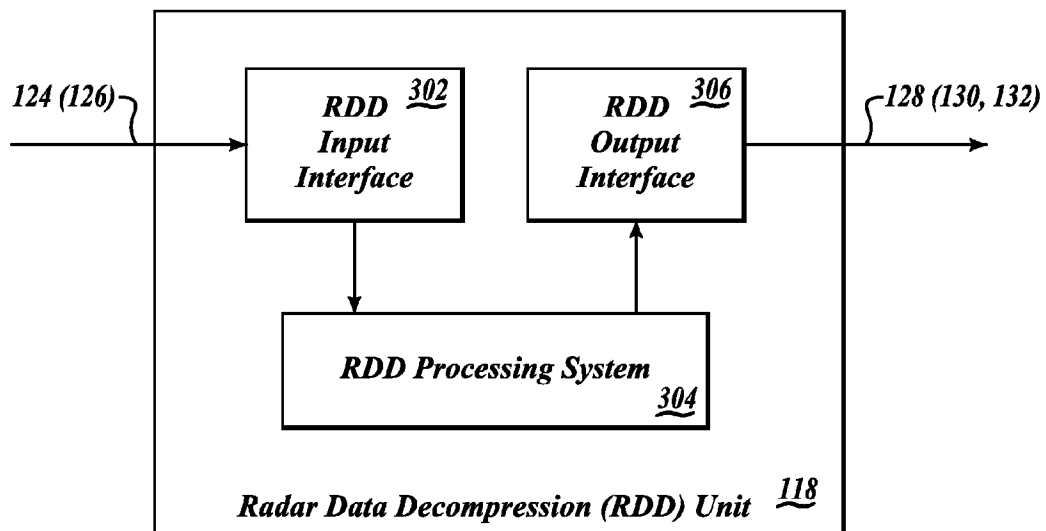 124 (126)
302
RDD
Input
Interface
306
RDD
Output
Interface
128 (130, 132)
RDD Processing System
304
Radar Data Decompression (RDD) Unit 118